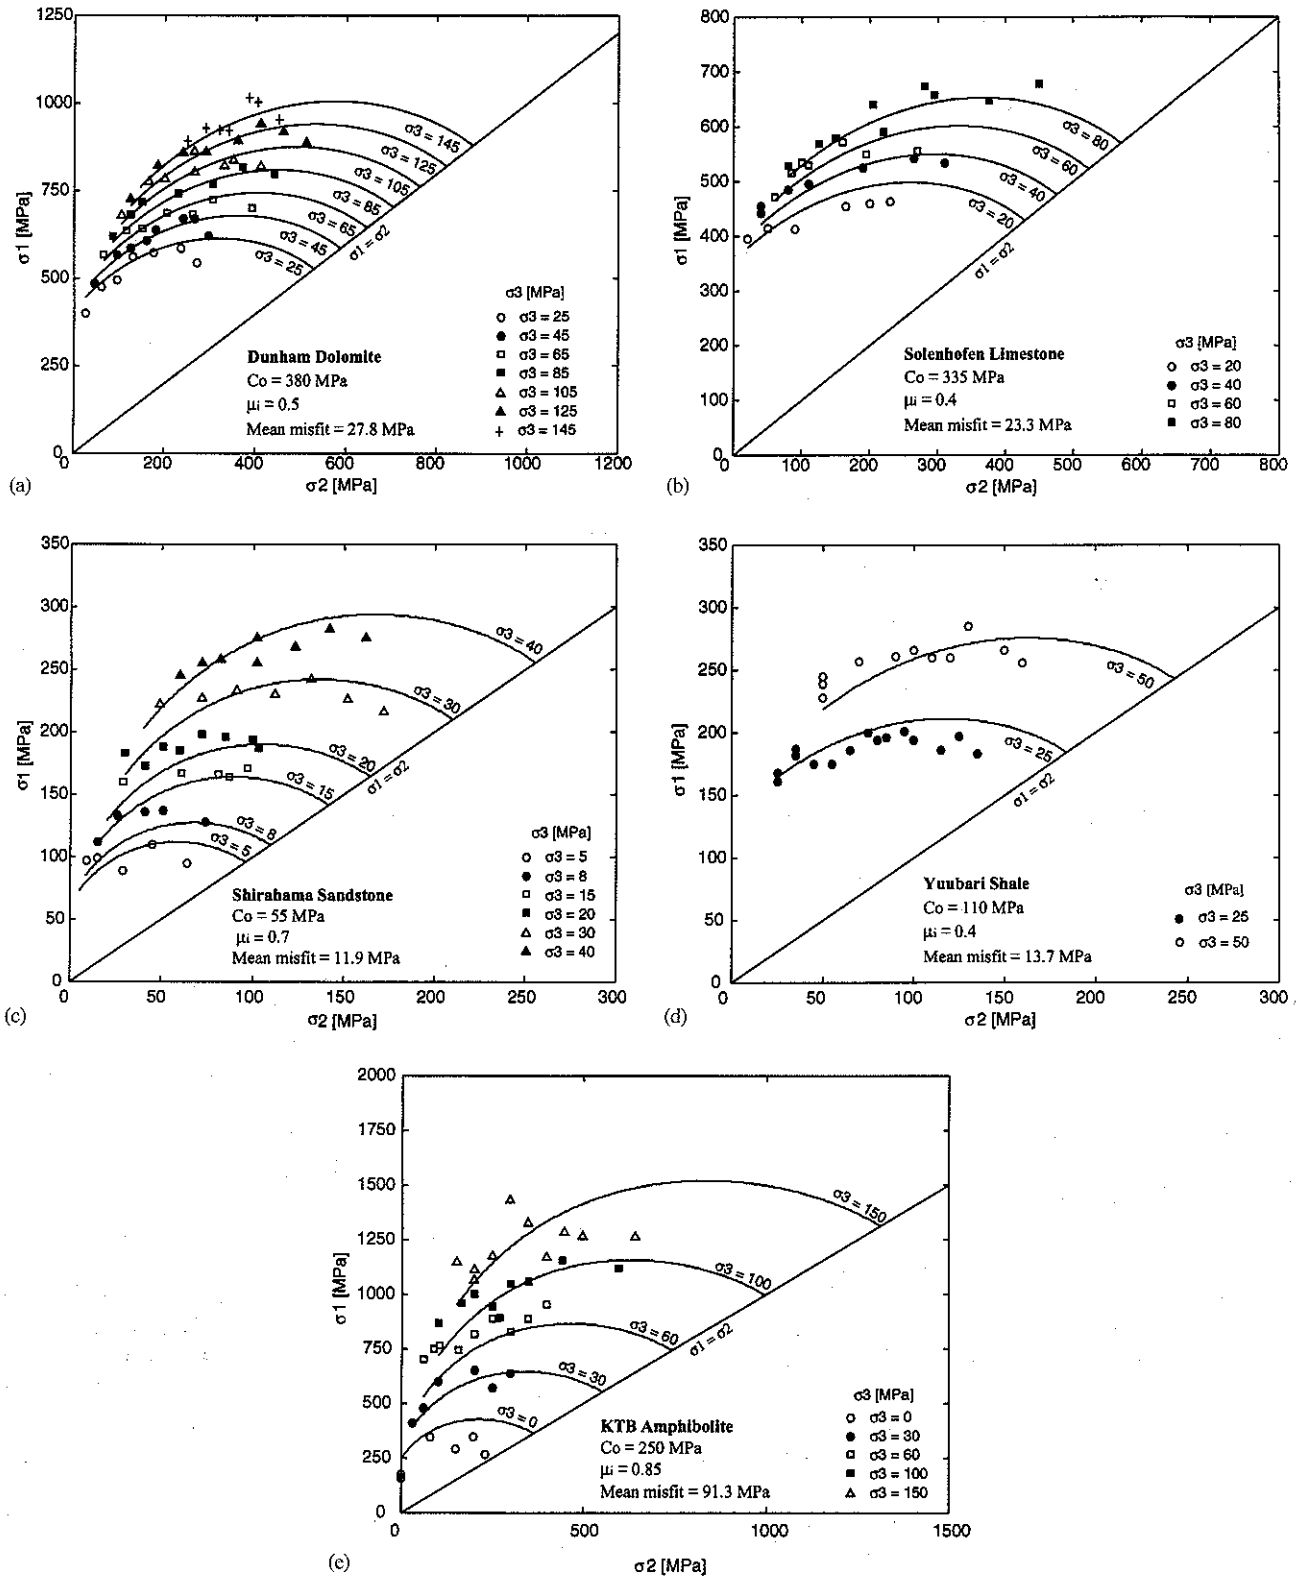 1250
1000
750
500
250
0
σ1 [MPa]
0
200
400
600
800
1000
1200
σ2 [MPa]
(a)
σ3 = 145
σ3 = 125
σ3 = 105
σ3 = 85
σ3 = 65
σ3 = 45
σ3 = 25
σ1 = σ2
Dunham Dolomite
Co = 380 MPa
μi = 0.5
Mean misfit = 27.8 MPa
σ3 [MPa]
σ3 = 25
σ3 = 45
σ3 = 65
σ3 = 85
σ3 = 105
σ3 = 125
σ3 = 145
800
700
600
500
400
300
200
100
0
σ1 [MPa]
0
100
200
300
400
500
600
700
800
σ2 [MPa]
(b)
σ3 = 80
σ3 = 60
σ3 = 40
σ3 = 20
σ1 = σ2
Solenhofen Limestone
Co = 335 MPa
μi = 0.4
Mean misfit = 23.3 MPa
σ3 [MPa]
σ3 = 20
σ3 = 40
σ3 = 60
σ3 = 80
350
300
250
200
150
100
50
0
σ1 [MPa]
0
50
100
150
200
250
300
σ2 [MPa]
(c)
σ3 = 40
σ3 = 30
σ3 = 20
σ3 = 15
σ3 = 8
σ3 = 5
σ1 = σ2
Shirahama Sandstone
Co = 55 MPa
μi = 0.7
Mean misfit = 11.9 MPa
σ3 [MPa]
σ3 = 5
σ3 = 8
σ3 = 15
σ3 = 20
σ3 = 30
σ3 = 40
350
300
250
200
150
100
50
0
σ1 [MPa]
0
50
100
150
200
250
300
σ2 [MPa]
(d)
σ3 = 50
σ3 = 25
σ1 = σ2
Yuubari Shale
Co = 110 MPa
μi = 0.4
Mean misfit = 13.7 MPa
σ3 [MPa]
σ3 = 25
σ3 = 50
2000
1750
1500
1250
1000
750
500
250
0
σ1 [MPa]
0
500
1000
1500
σ2 [MPa]
(e)
σ3 = 150
σ3 = 100
σ3 = 60
σ3 = 30
σ3 = 0
σ1 = σ2
KTB Amphibolite
Co = 250 MPa
μi = 0.85
Mean misfit = 91.3 MPa
σ3 [MPa]
σ3 = 0
σ3 = 30
σ3 = 60
σ3 = 100
σ3 = 150